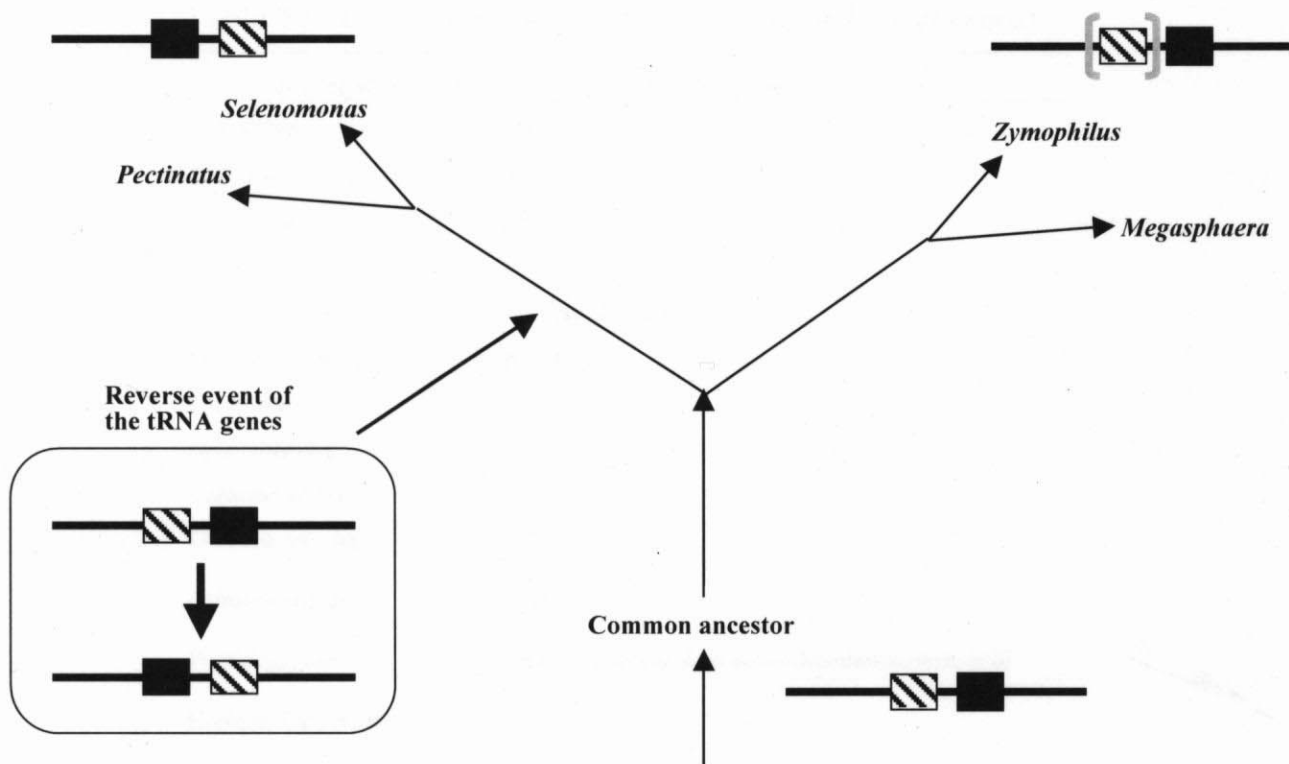 Selenomonas
Zymophilus
Pectinatus
Megasphaera
Reverse event of
the tRNA genes
Common ancestor